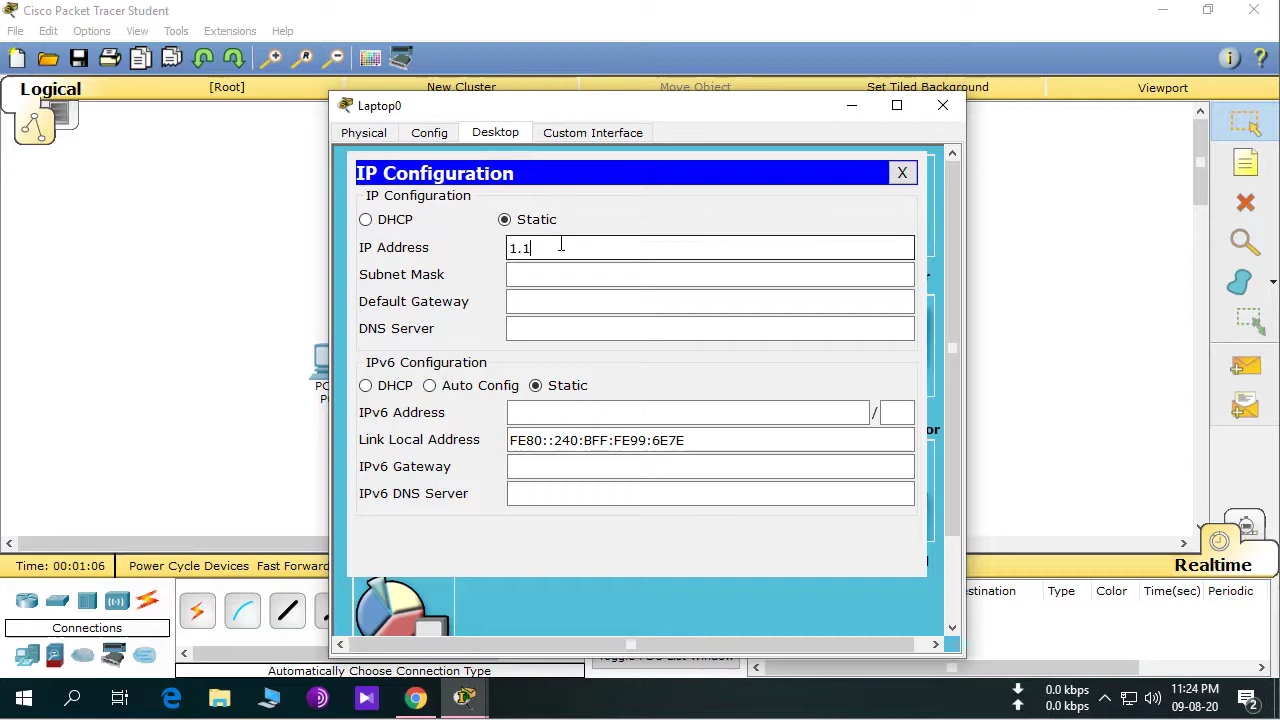 Cisco Packet Tracer Student
File Edit Options View Tools Extensions Help
Logical [Root] New Cluster Move Object Set Tiled Background Viewport
Laptop0
Physical Config Desktop Custom Interface
IP Configuration X
IP Configuration
DHCP Static
IP Address 1.1
Subnet Mask
Default Gateway
DNS Server
IPv6 Configuration
DHCP Auto Config Static
IPv6 Address /
Link Local Address FE80::240:BFF:FE99:6E7E
IPv6 Gateway
IPv6 DNS Server
Time: 00:01:06 Power Cycle Devices Fast Forward Realtime
Connections
Automatically Choose Connection Type
Type Color Time(sec) Periodic
0.0 kbps
0.0 kbps
11:24 PM
09-08-20
2